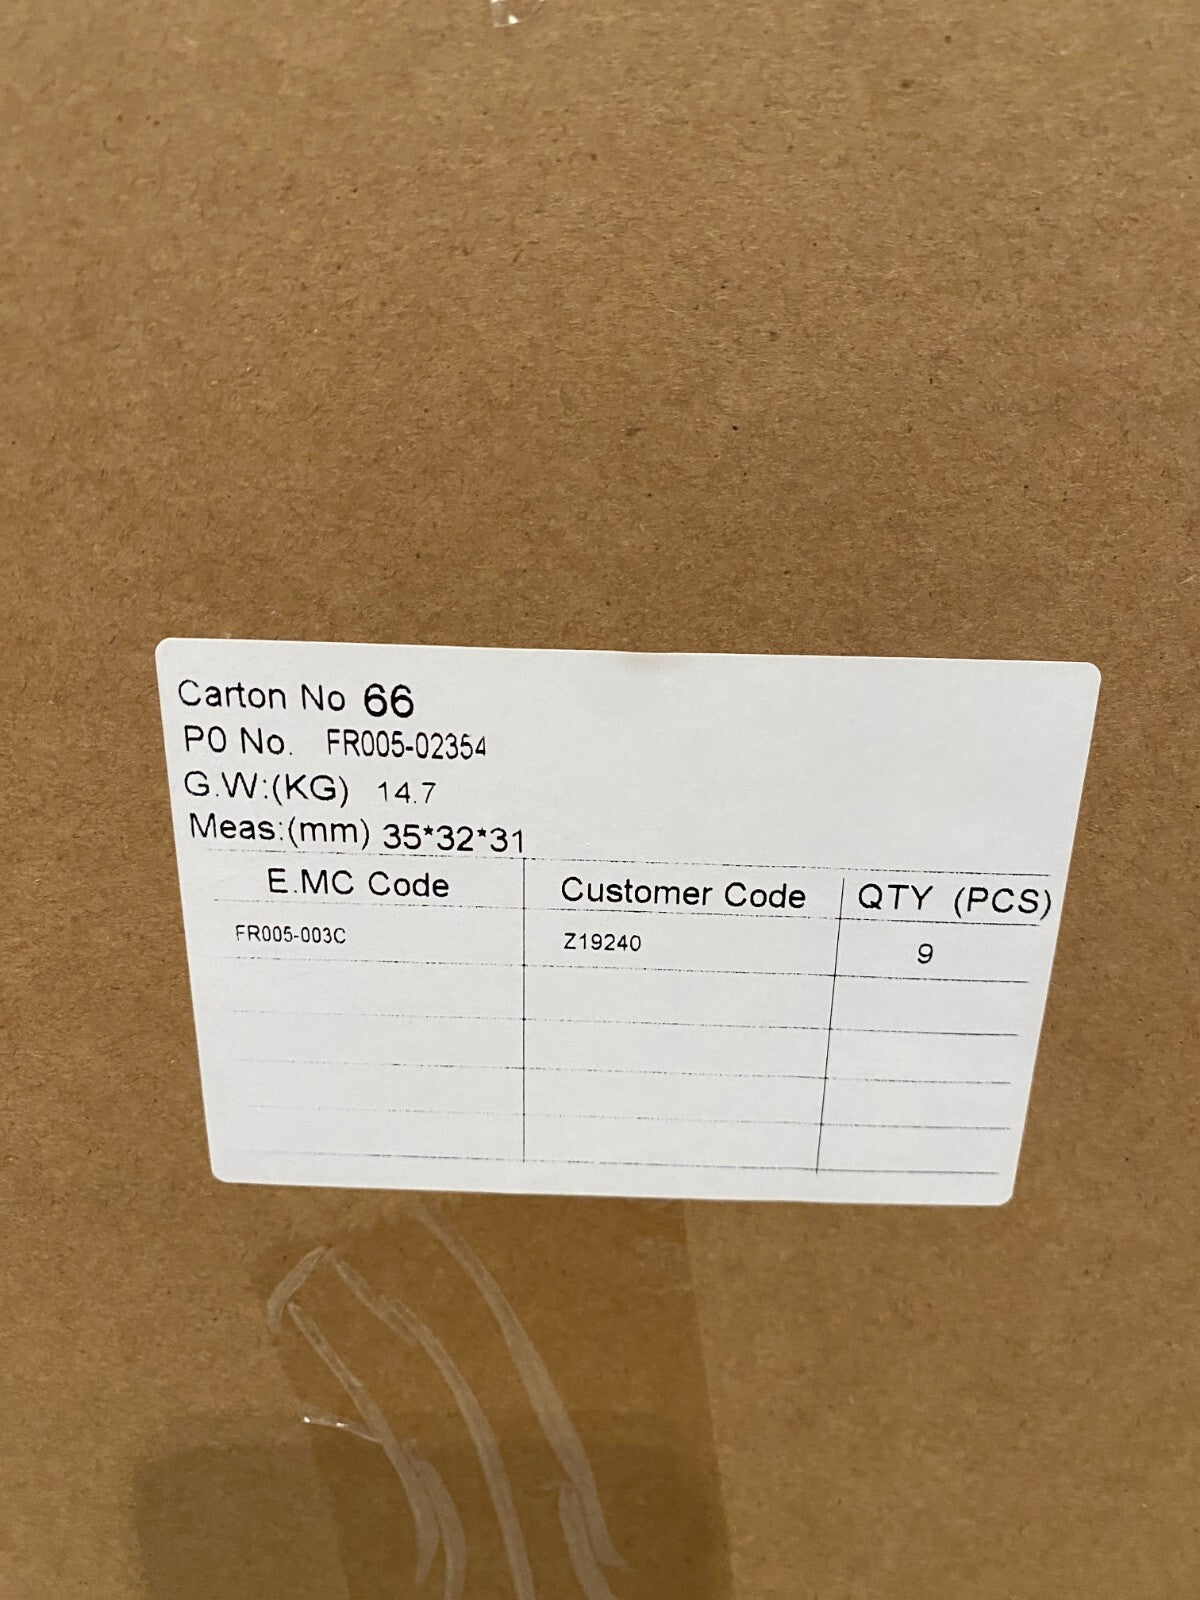 Carton No 66
PO No. FR005-02354
G.W:(KG) 14.7
Meas:(mm) 35*32*31
E.MC Code Customer Code QTY (PCS)
FR005-003C Z19240 9